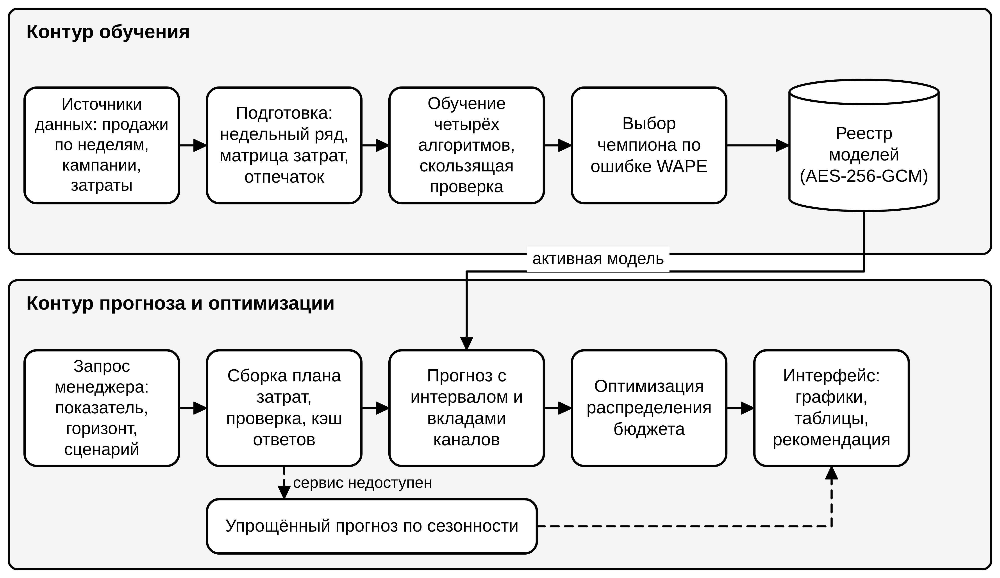 Контур обучения
Источники
данных: продажи
по неделям,
кампании,
затраты
Подготовка:
недельный ряд,
матрица затрат,
отпечаток
Обучение
четырёх
алгоритмов,
скользящая
проверка
Выбор
чемпиона по
ошибке WAPE
Реестр
моделей
(AES-256-GCM)
активная модель
Контур прогноза и оптимизации
Запрос
менеджера:
показатель,
горизонт,
сценарий
Сборка плана
затрат,
проверка, кэш
ответов
Прогноз с
интервалом и
вкладами
каналов
Оптимизация
распределения
бюджета
Интерфейс:
графики,
таблицы,
рекомендация
сервис недоступен
Упрощённый прогноз по сезонности